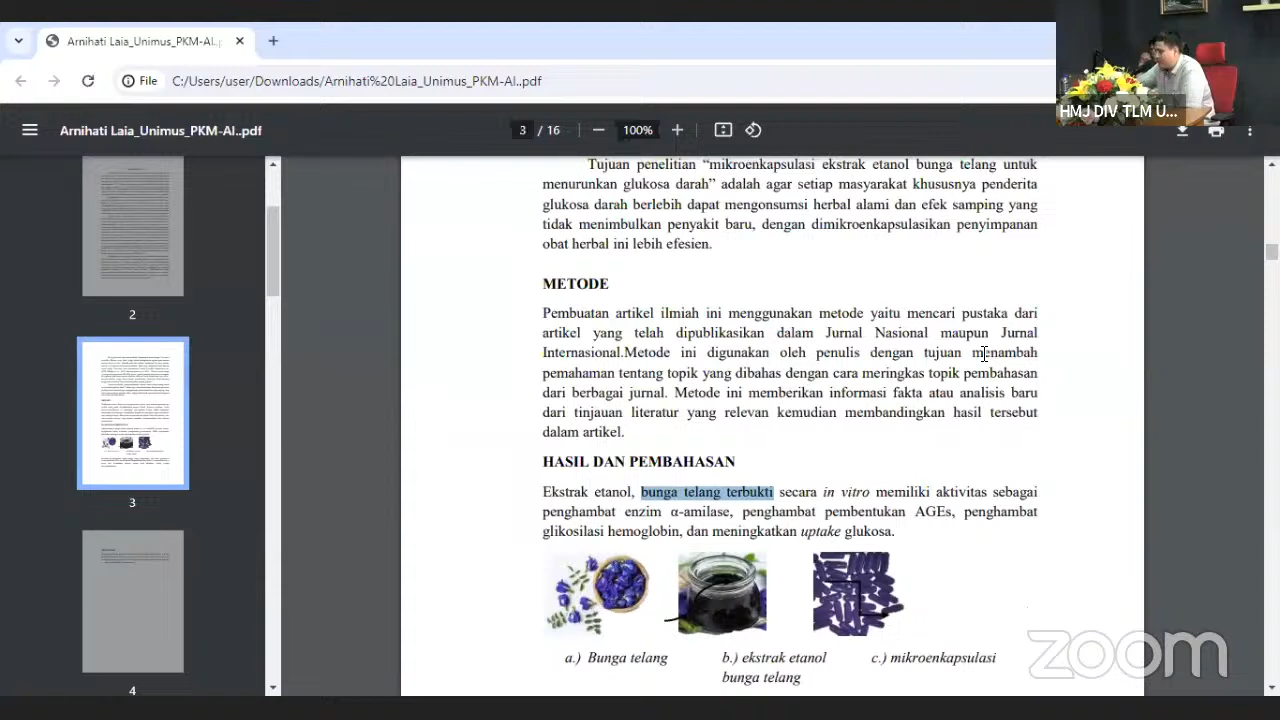 Arnihati Laia_Unimus_PKM-AI..
File
C:/Users/user/Downloads/Arnihati%20Laia_Unimus_PKM-AI..pdf
HMJ DIV TLM U...
Arnihati Laia_Unimus_PKM-AI..pdf
3 / 16
100%
2
3
4
Tujuan penelitian “mikroenkapsulasi ekstrak etanol bunga telang untuk
menurunkan glukosa darah” adalah agar setiap masyarakat khususnya penderita
glukosa darah berlebih dapat mengonsumsi herbal alami dan efek samping yang
tidak menimbulkan penyakit baru, dengan dimikroenkapsulasikan penyimpanan
obat herbal ini lebih efesien.
METODE
Pembuatan artikel ilmiah ini menggunakan metode yaitu mencari pustaka dari
artikel yang telah dipublikasikan dalam Jurnal Nasional maupun Jurnal
Internasional.Metode ini digunakan oleh penulis dengan tujuan menambah
pemahaman tentang topik yang dibahas dengan cara meringkas topik pembahasan
dari berbagai jurnal. Metode ini memberikan informasi fakta atau analisis baru
dari tinjauan literatur yang relevan kemudian membandingkan hasil tersebut
dalam artikel.
HASIL DAN PEMBAHASAN
Ekstrak etanol, bunga telang terbukti secara in vitro memiliki aktivitas sebagai
penghambat enzim α-amilase, penghambat pembentukan AGEs, penghambat
glikosilasi hemoglobin, dan meningkatkan uptake glukosa.
a.) Bunga telang
b.) ekstrak etanol
bunga telang
c.) mikroenkapsulasi
zoom